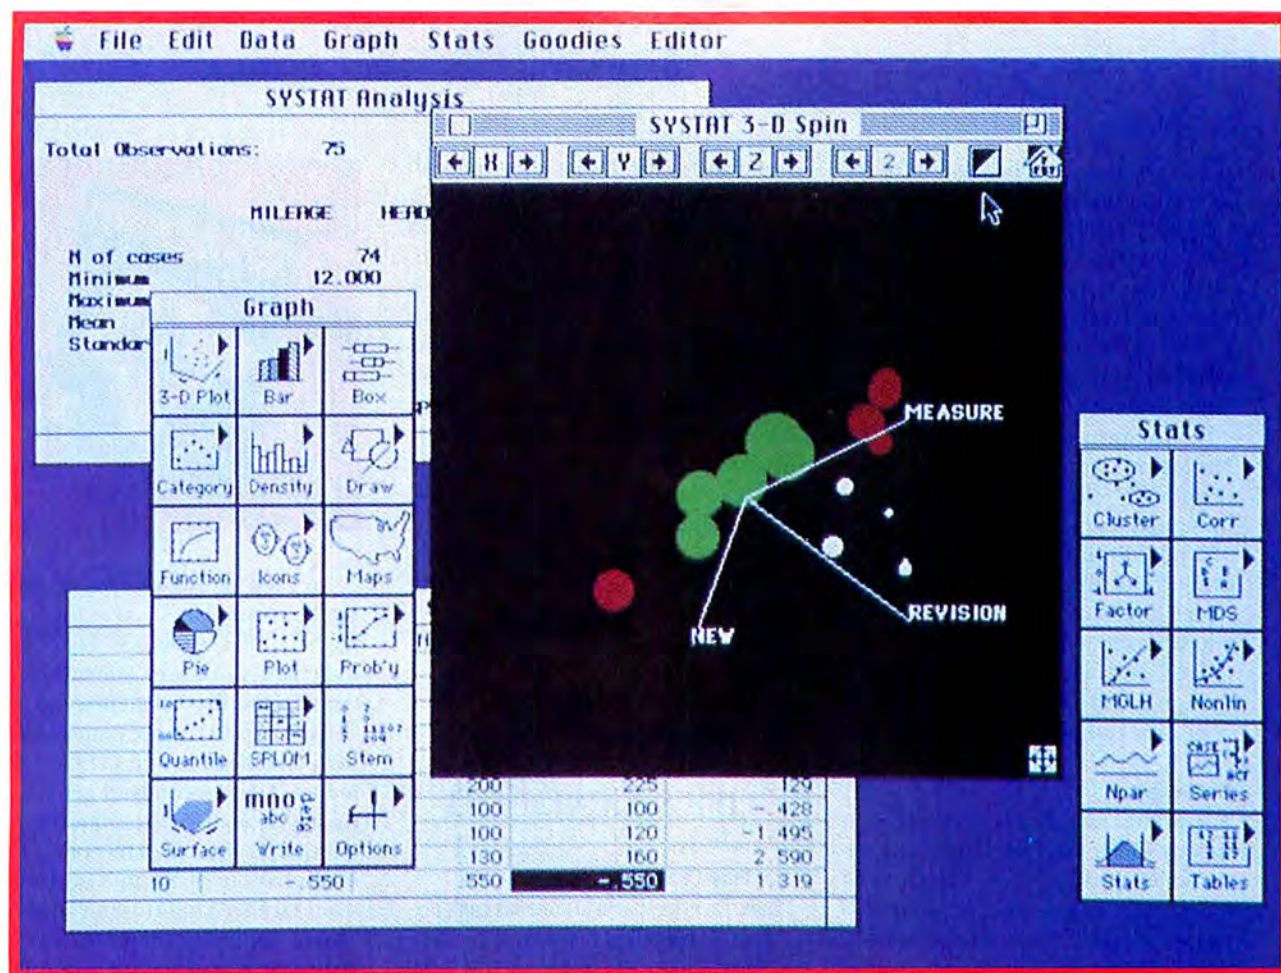 File Edit Data Graph Stats Goodies Editor
SYSTAT Analysis
Total Observations: 75
MILEAGE
N of cases 74
Minimum 12.000
Maximum
Mean
SYSTAT 3-D Spin
X Y Z 2
MEASURE
REVISION
NEW
Graph
3-D Plot Bar Box
Category Density Draw
Function Icons Maps
Pie Plot Prob'y
Quantile SPLOM Stem
Surface Write Options
mno
abc
Stats
Cluster Corr
Factor MDS
MGLH Nonlin
Npar Series
Stats Tables
200 225 129
100 100 -.428
100 120 -1.495
130 160 2.590
10 -.550 .550 -.550 1.319